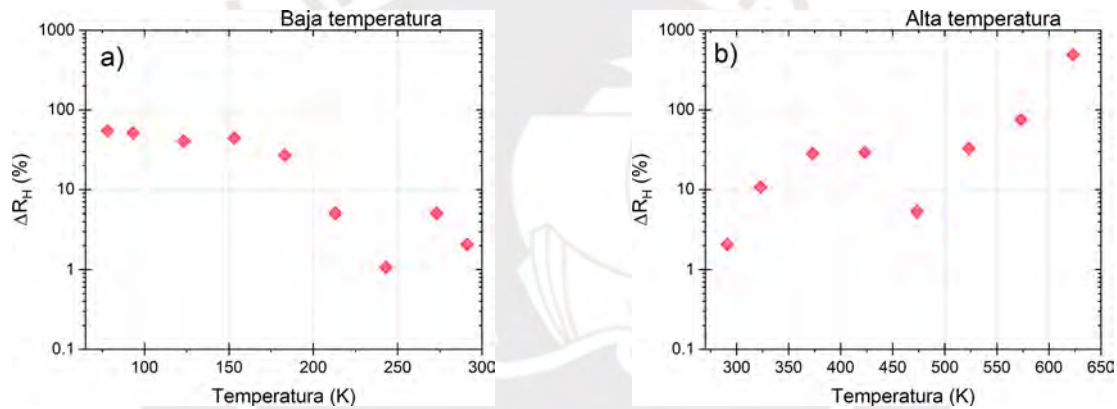 Baja temperatura
a)
1000
100
10
1
0.1
ΔR_H (%)
100
150
200
250
300
Temperatura (K)
Alta temperatura
b)
1000
100
10
1
0.1
ΔR_H (%)
300
350
400
450
500
550
600
650
Temperatura (K)